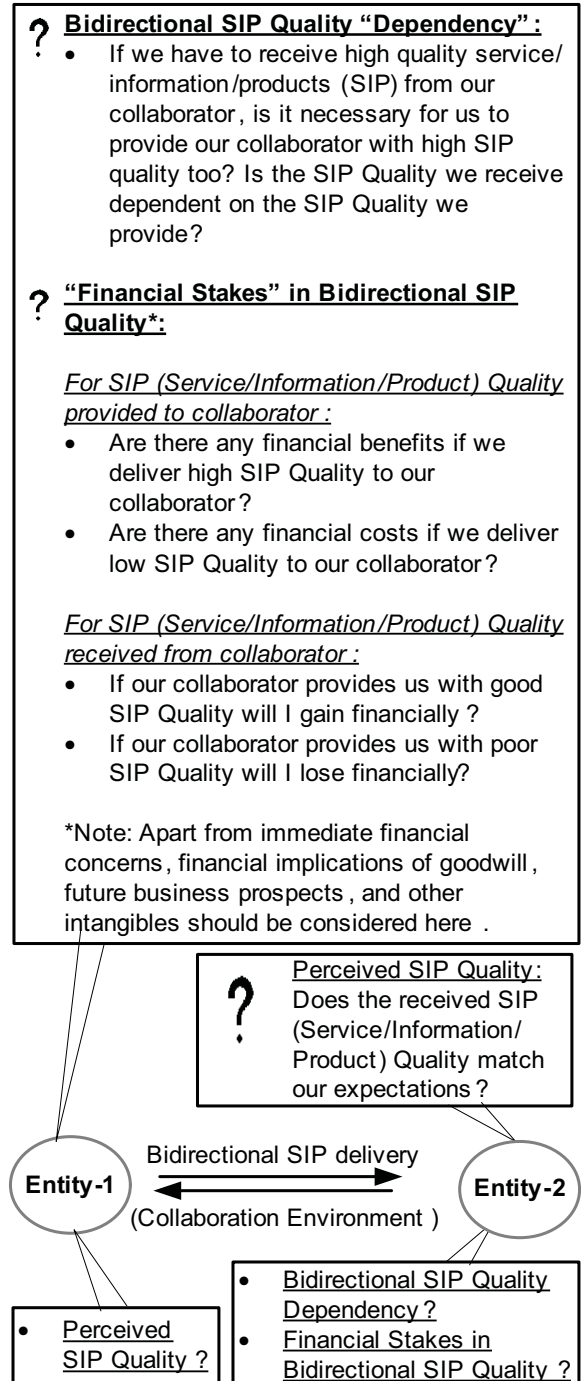 ? Bidirectional SIP Quality “Dependency” :
• If we have to receive high quality service/
information/products (SIP) from our
collaborator, is it necessary for us to
provide our collaborator with high SIP
quality too? Is the SIP Quality we receive
dependent on the SIP Quality we
provide?
? “Financial Stakes” in Bidirectional SIP
Quality*:
For SIP (Service/Information/Product) Quality
provided to collaborator :
• Are there any financial benefits if we
deliver high SIP Quality to our
collaborator?
• Are there any financial costs if we deliver
low SIP Quality to our collaborator?
For SIP (Service/Information/Product) Quality
received from collaborator :
• If our collaborator provides us with good
SIP Quality will I gain financially ?
• If our collaborator provides us with poor
SIP Quality will I lose financially?
*Note: Apart from immediate financial
concerns, financial implications of goodwill,
future business prospects, and other
intangibles should be considered here .
? Perceived SIP Quality:
Does the received SIP
(Service/Information/
Product) Quality match
our expectations ?
Entity-1
Bidirectional SIP delivery
(Collaboration Environment )
Entity-2
• Perceived
SIP Quality ?
• Bidirectional SIP Quality
Dependency ?
• Financial Stakes in
Bidirectional SIP Quality ?